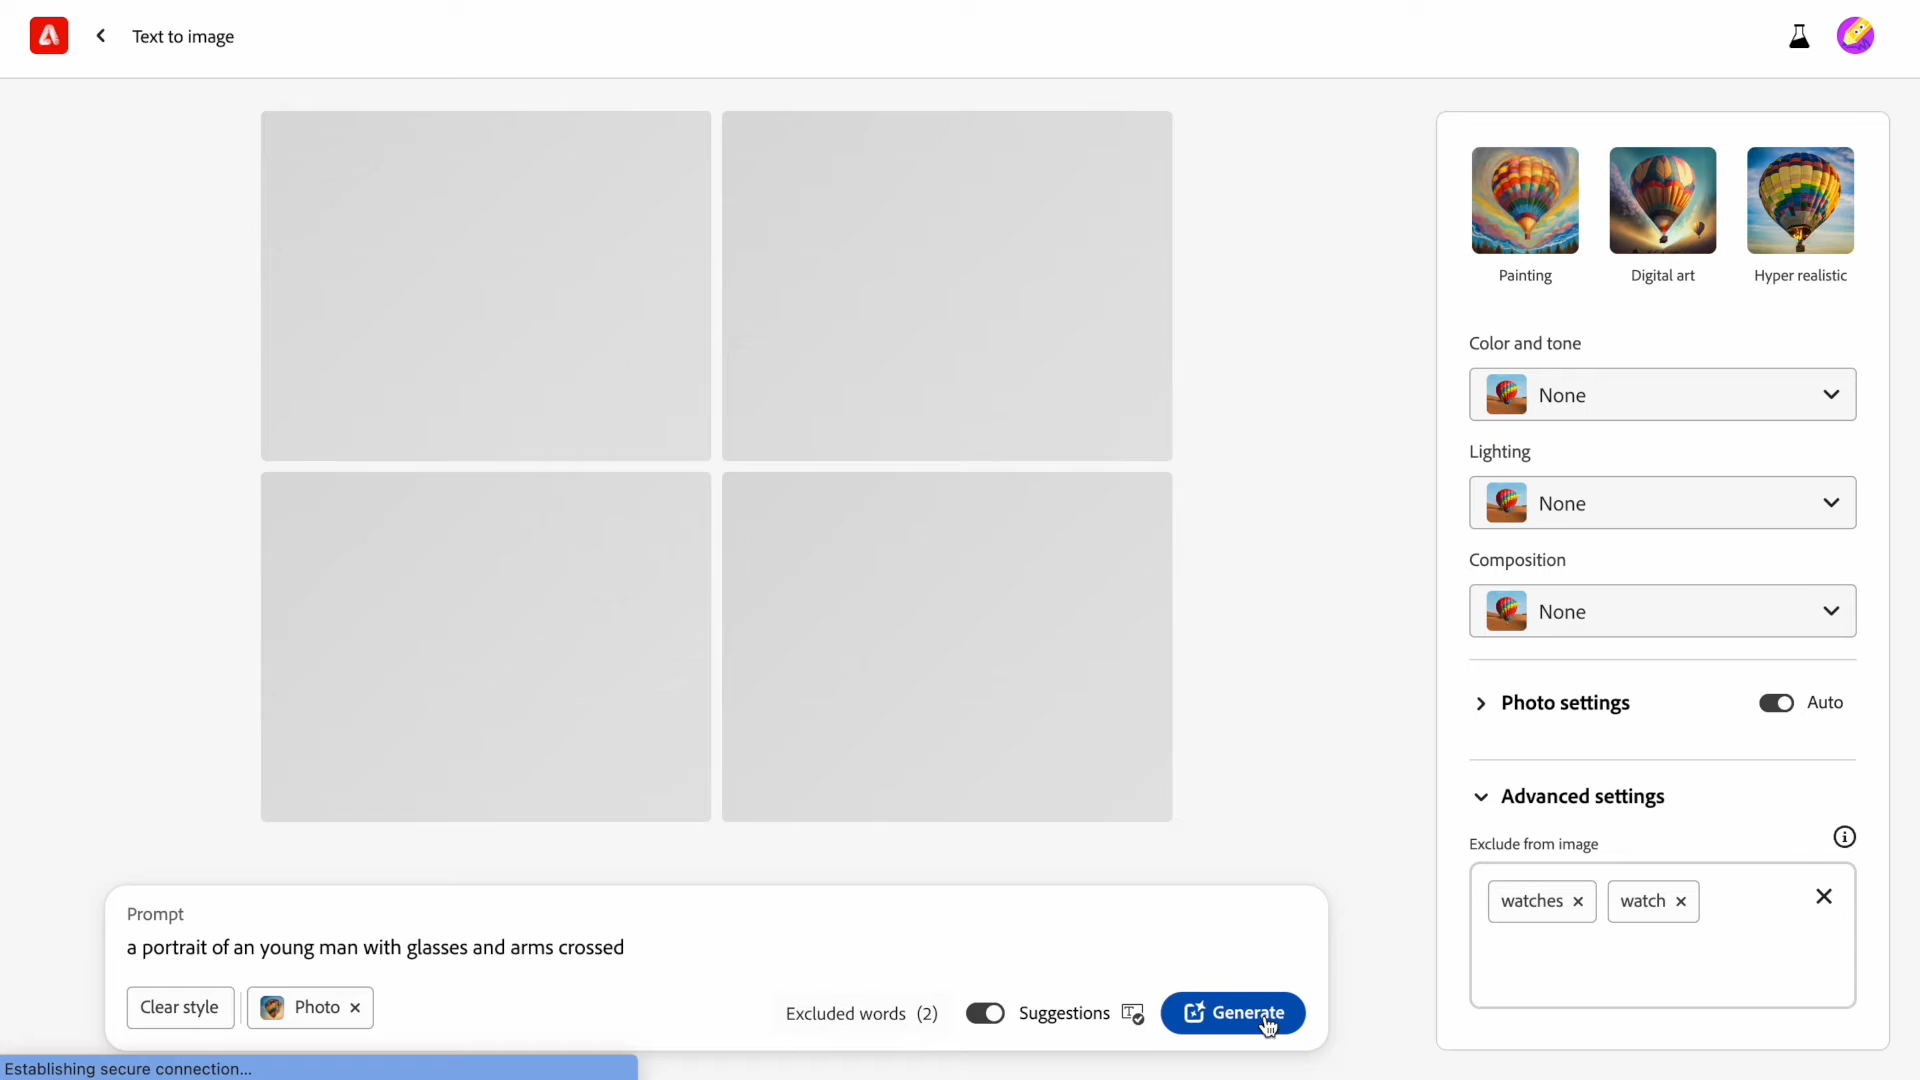 Text to image
Painting
Digital art
Hyper realistic
Color and tone
None
Lighting
None
Composition
None
Photo settings
Auto
Advanced settings
Exclude from image
watches
watch
Prompt
a portrait of an young man with glasses and arms crossed
Clear style
Photo
Excluded words (2)
Suggestions
Generate
Establishing secure connection...